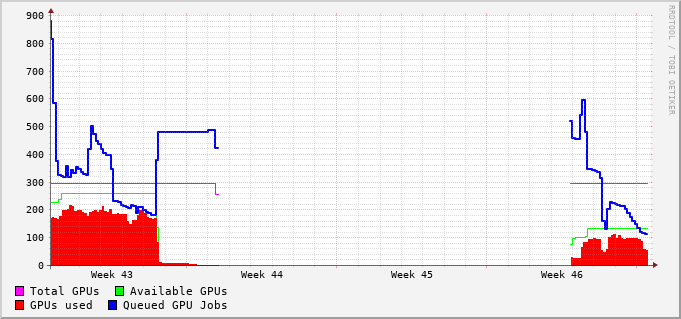 900
800
700
600
500
400
300
200
100
0
Week 43 Week 44 Week 45 Week 46
Total GPUs Available GPUs
GPUs used Queued GPU Jobs
RRDTOOL / TOBI OETIKER